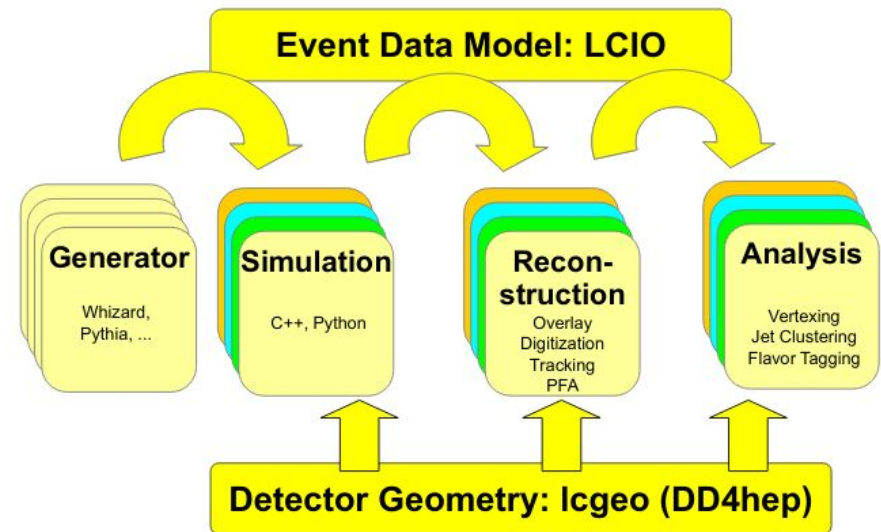 Event Data Model: LCIO
Generator
Whizard,
Pythia, ...
Simulation
C++, Python
Recon-
struction
Overlay
Digitization
Tracking
PFA
Analysis
Vertexing
Jet Clustering
Flavor Tagging
Detector Geometry: lcgeo (DD4hep)